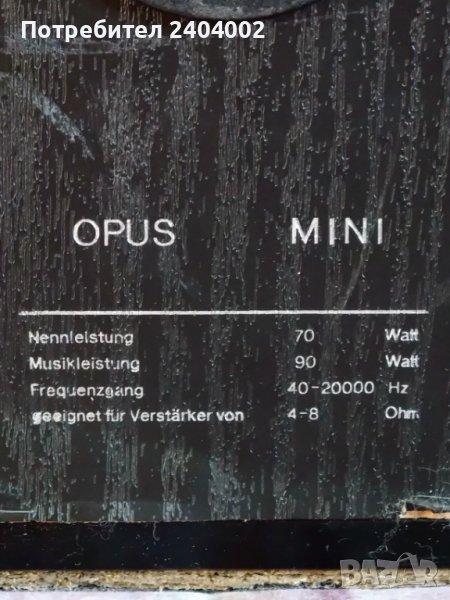 Потребител 2404002
OPUS MINI
Nennleistung 70 Watt
Musikleistung 90 Watt
Frequenzgang 40-20000 Hz
geeignet für Verstärker von 4-8 Ohm
BAZAR